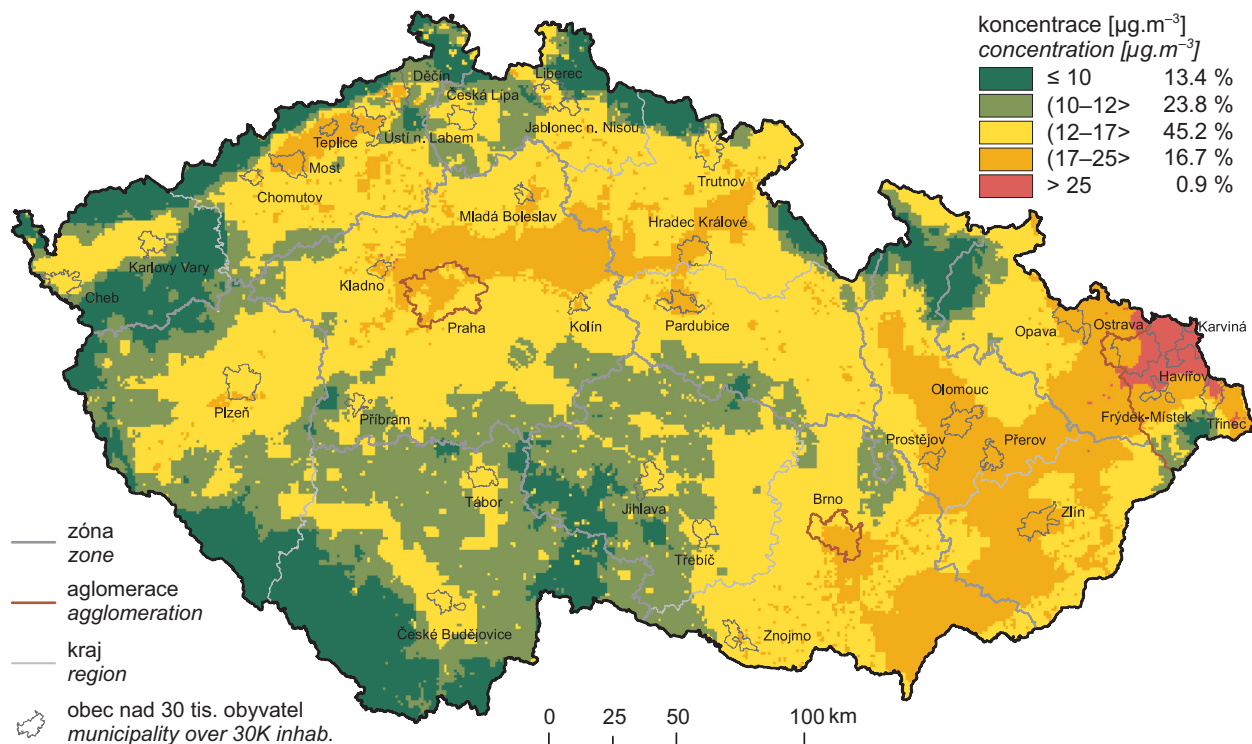 koncentrace [µg.m⁻³]
concentration [µg.m⁻³]
≤ 10 13.4 %
(10–12> 23.8 %
(12–17> 45.2 %
(17–25> 16.7 %
> 25 0.9 %
Děčín
Liberec
Česká Lípa
Jablonec n. Nisou
Ústí n. Labem
Teplice
Most
Chomutov
Trutnov
Mladá Boleslav
Hradec Králové
Karlovy Vary
Cheb
Kladno
Praha
Kolín
Pardubice
Opava
Ostrava
Karviná
Havířov
Olomouc
Frýdek-Místek
Třinec
Plzeň
Příbram
Prostějov
Přerov
Tábor
Jihlava
Brno
Zlín
Třebíč
České Budějovice
Znojmo
zóna
zone
aglomerace
agglomeration
kraj
region
obec nad 30 tis. obyvatel
municipality over 30K inhab.
0 25 50 100 km